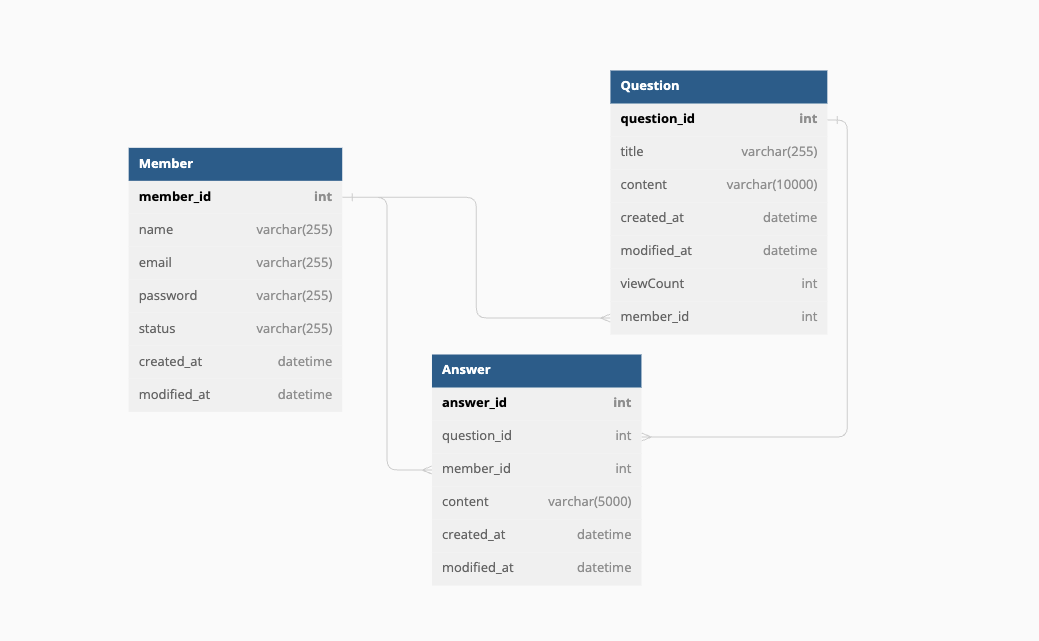 Member
member_id int
name varchar(255)
email varchar(255)
password varchar(255)
status varchar(255)
created_at datetime
modified_at datetime
Question
question_id int
title varchar(255)
content varchar(10000)
created_at datetime
modified_at datetime
viewCount int
member_id int
Answer
answer_id int
question_id int
member_id int
content varchar(5000)
created_at datetime
modified_at datetime